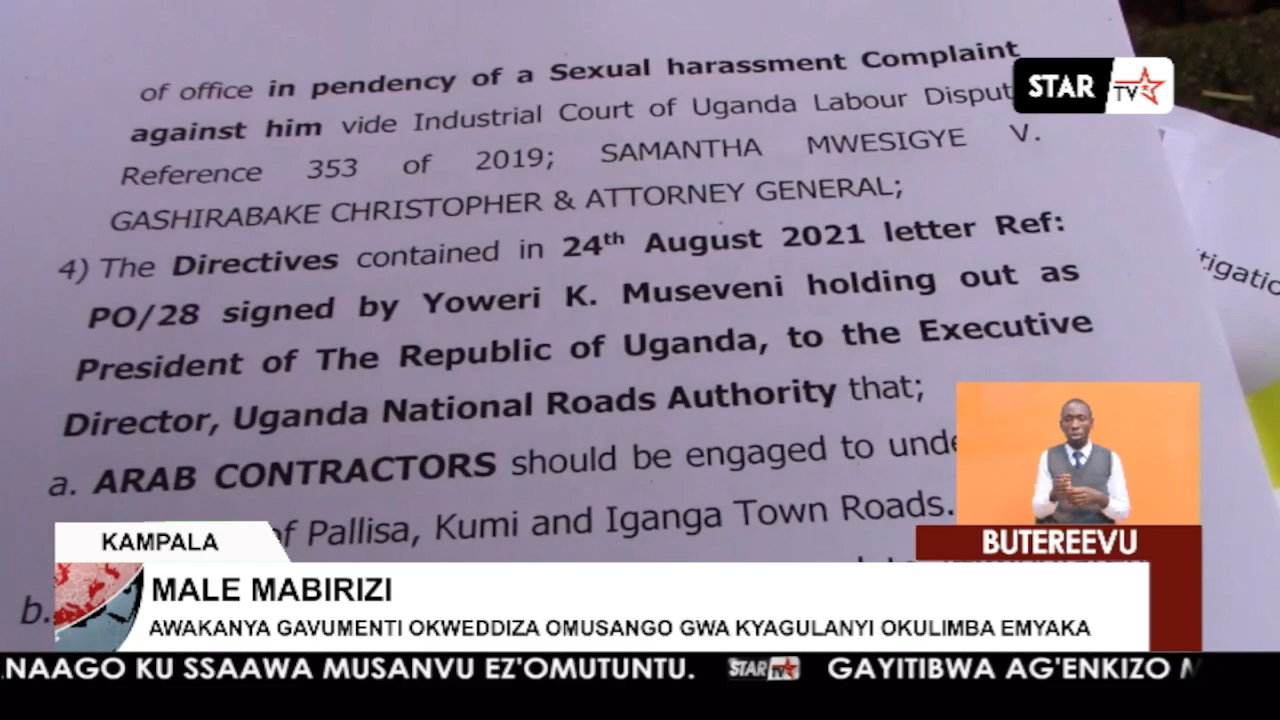 of office in pendency of a Sexual harassment Complaint
against him vide Industrial Court of Uganda Labour
Reference 353 of 2019; SAMANTHA MWESIGYE V.
GASHIRABAKE CHRISTOPHER & ATTORNEY GENERAL;
4) The Directives contained in 24th August 2021 letter Ref:
PO/28 signed by Yoweri K. Museveni holding out as
President of The Republic of Uganda, to the Executive
Director, Uganda National Roads Authority that;
a. ARAB CONTRACTORS should be engaged to
of Pallisa, Kumi and Iganga Town Roads.
b.
STAR TV
BUTEREEVU
KAMPALA
MALE MABIRIZI
AWAKANYA GAVUMENTI OKWEDDIZA OMUSANGO GWA KYAGULANYI OKULIMBA EMYAKA
NAAGO KU SSAAWA MUSANVU EZ'OMUTUNTU. STAR TV GAYITIBWA AG'ENKIZO